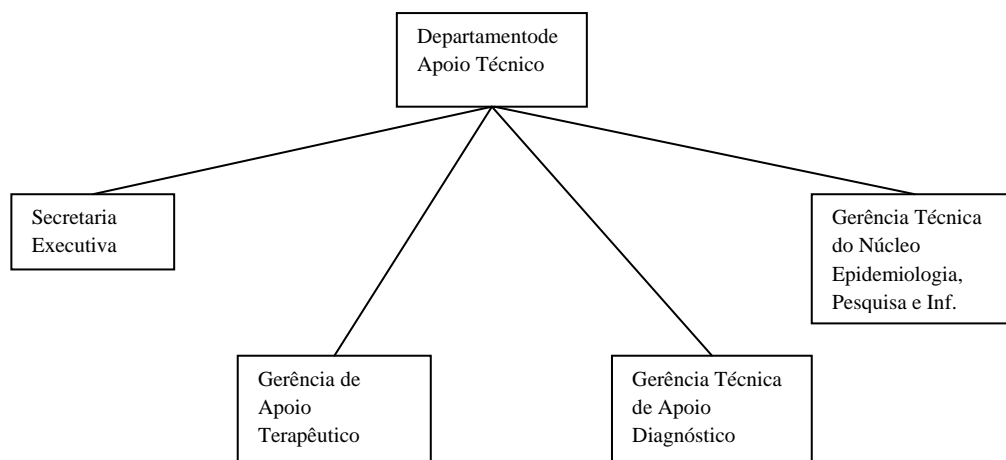 Departamentode
Apoio Técnico
Secretaria
Executiva
Gerência Técnica
do Núcleo
Epidemiologia,
Pesquisa e Inf.
Gerência de
Apoio
Terapêutico
Gerência Técnica
de Apoio
Diagnóstico